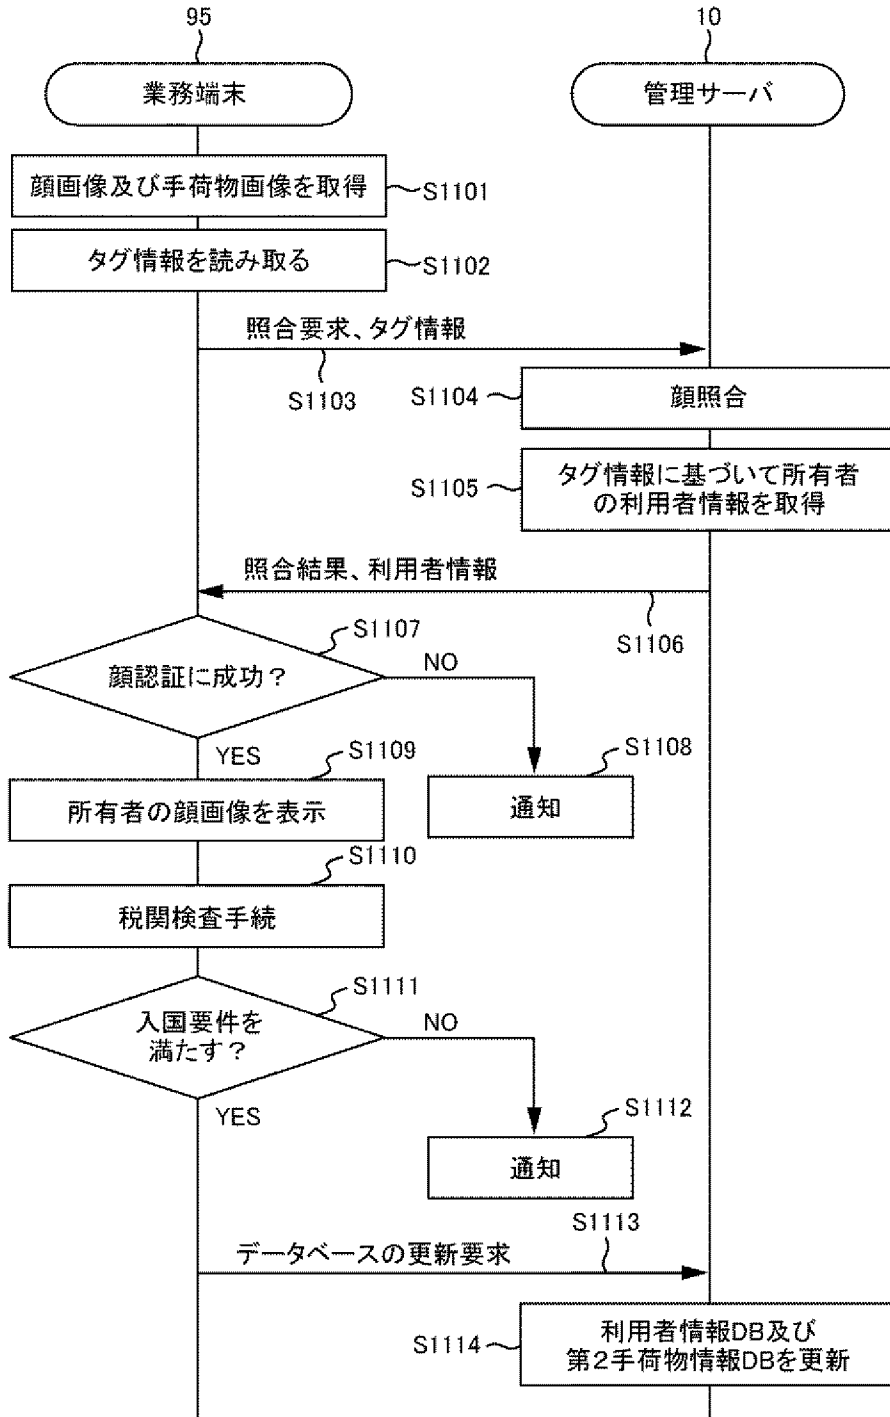 95
10
業務端末
管理サーバ
顔画像及び手荷物画像を取得
S1101
タグ情報を読み取る
S1102
照合要求、タグ情報
S1103
S1104
顔照合
S1105
タグ情報に基づいて所有者
の利用者情報を取得
照合結果、利用者情報
S1106
S1107
顔認証に成功？
NO
YES
S1109
S1108
所有者の顔画像を表示
通知
S1110
税関検査手続
S1111
入国要件を
満たす？
NO
YES
S1112
通知
S1113
データベースの更新要求
S1114
利用者情報DB及び
第2手荷物情報DBを更新